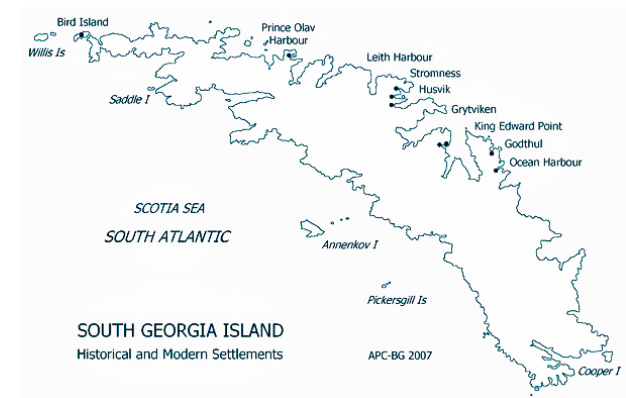 Bird Island
Willis Is
Prince Olav
Harbour
Saddle I
Leith Harbour
Stromness
Husvik
Grytviken
King Edward Point
Godthul
Ocean Harbour
SCOTIA SEA
SOUTH ATLANTIC
Annenkov I
Pickersgill Is
SOUTH GEORGIA ISLAND
Historical and Modern Settlements
APC-BG 2007
Cooper I